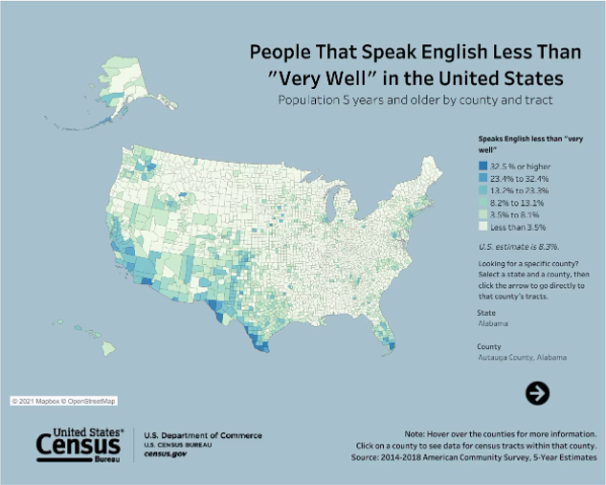 People That Speak English Less Than
"Very Well" in the United States
Population 5 years and older by county and tract
Speaks English less than "very
well"
32.5 % or higher
23.4% to 32.4%
13.2% to 23.3%
8.2% to 13.1%
3.5% to 8.1%
Less than 3.5%
U.S. estimate is 8.3%.
Looking for a specific county?
Select a state and a county, then
click the arrow to go directly to
that county's tracts.
State
Alabama
County
Autauga County, Alabama
© 2021 Mapbox © OpenStreetMap
United States®
Census
Bureau
U.S. Department of Commerce
U.S. CENSUS BUREAU
census.gov
Note: Hover over the counties for more information.
Click on a county to see data for census tracts within that county.
Source: 2014-2018 American Community Survey, 5-Year Estimates